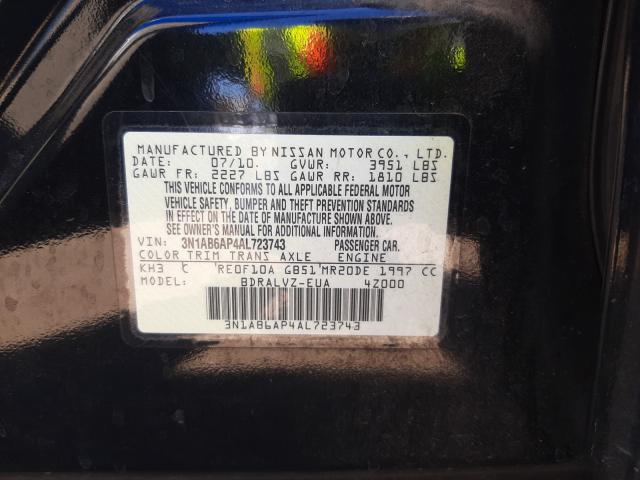 MANUFACTURED BY NISSAN MOTOR CO., LTD.
DATE: 07/10 GVWR: 3951 LBS
GAWR FR: 2227 LBS GAWR RR: 1810 LBS
THIS VEHICLE CONFORMS TO ALL APPLICABLE FEDERAL MOTOR
VEHICLE SAFETY, BUMPER AND THEFT PREVENTION STANDARDS
IN EFFECT ON THE DATE OF MANUFACTURE SHOWN ABOVE.
SEE OWNER'S MANUAL FOR ADDITIONAL INFORMATION.
VIN: 3N1AB6AP4AL723743 PASSENGER CAR.
COLOR TRIM TRANS AXLE ENGINE
KH3 C RE0F10A GB51 MR20DE 1997 CC
MODEL: BDRALVZ-EUA 4Z000
3N1AB6AP4AL723743